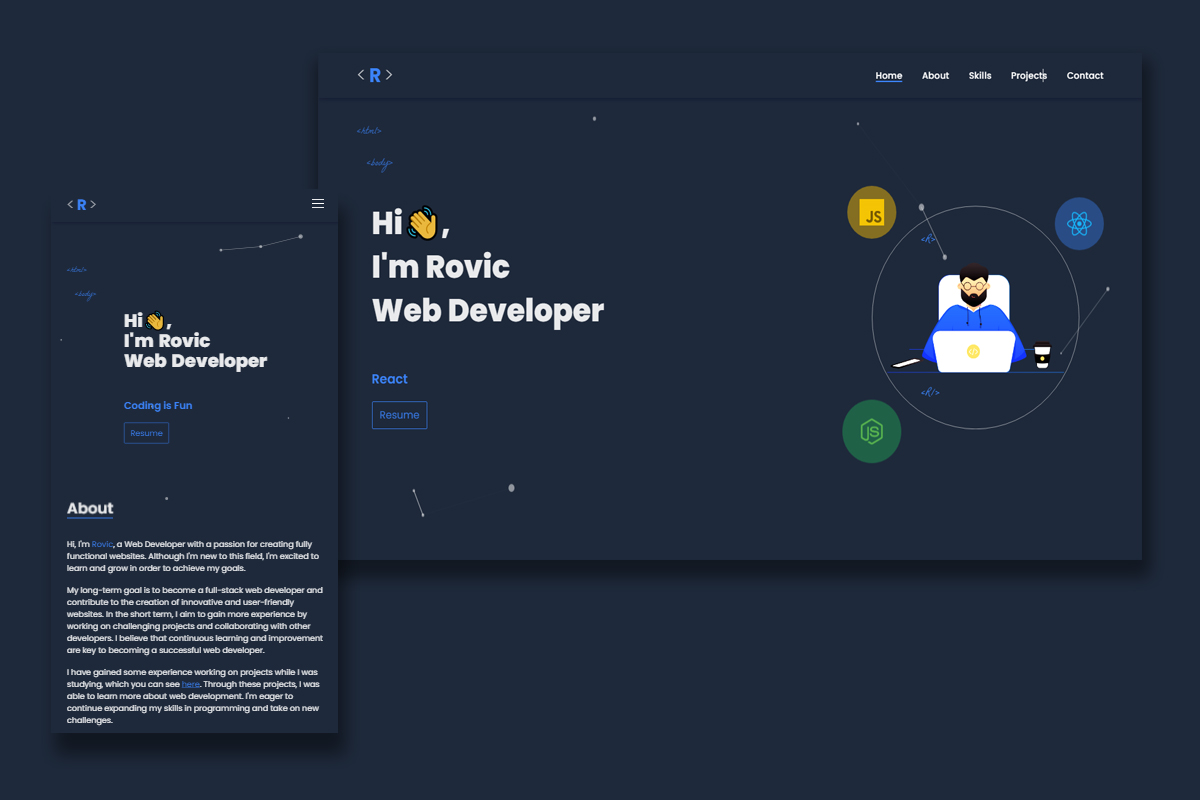 < R >
Home About Skills Projects Contact
<html>
<body>
Hi 👋,
I'm Rovic
Web Developer
React
Resume
JS
<R>
<R/>
JS
< R >
<html>
<body>
Hi 👋,
I'm Rovic
Web Developer
Coding is Fun
Resume
About
Hi, I'm Rovic, a Web Developer with a passion for creating fully
functional websites. Although I'm new to this field, I'm excited to
learn and grow in order to achieve my goals.
My long-term goal is to become a full-stack web developer and
contribute to the creation of innovative and user-friendly
websites. In the short term, I aim to gain more experience by
working on challenging projects and collaborating with other
developers. I believe that continuous learning and improvement
are key to becoming a successful web developer.
I have gained some experience working on projects while I was
studying, which you can see here. Through these projects, I was
able to learn more about web development. I'm eager to
continue expanding my skills in programming and take on new
challenges.